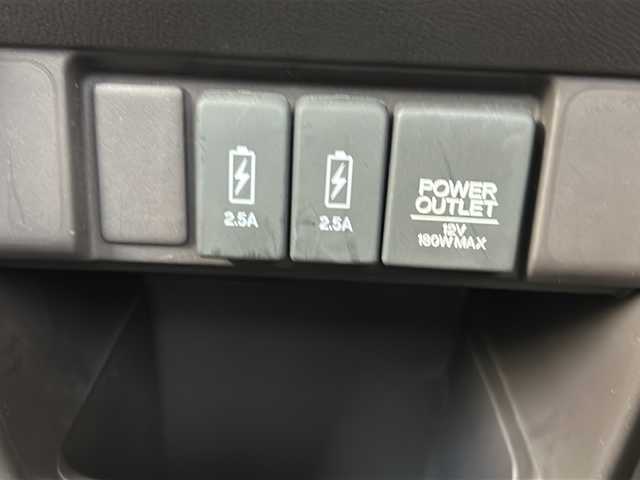 2.5A
2.5A
POWER
OUTLET
12V
180W MAX